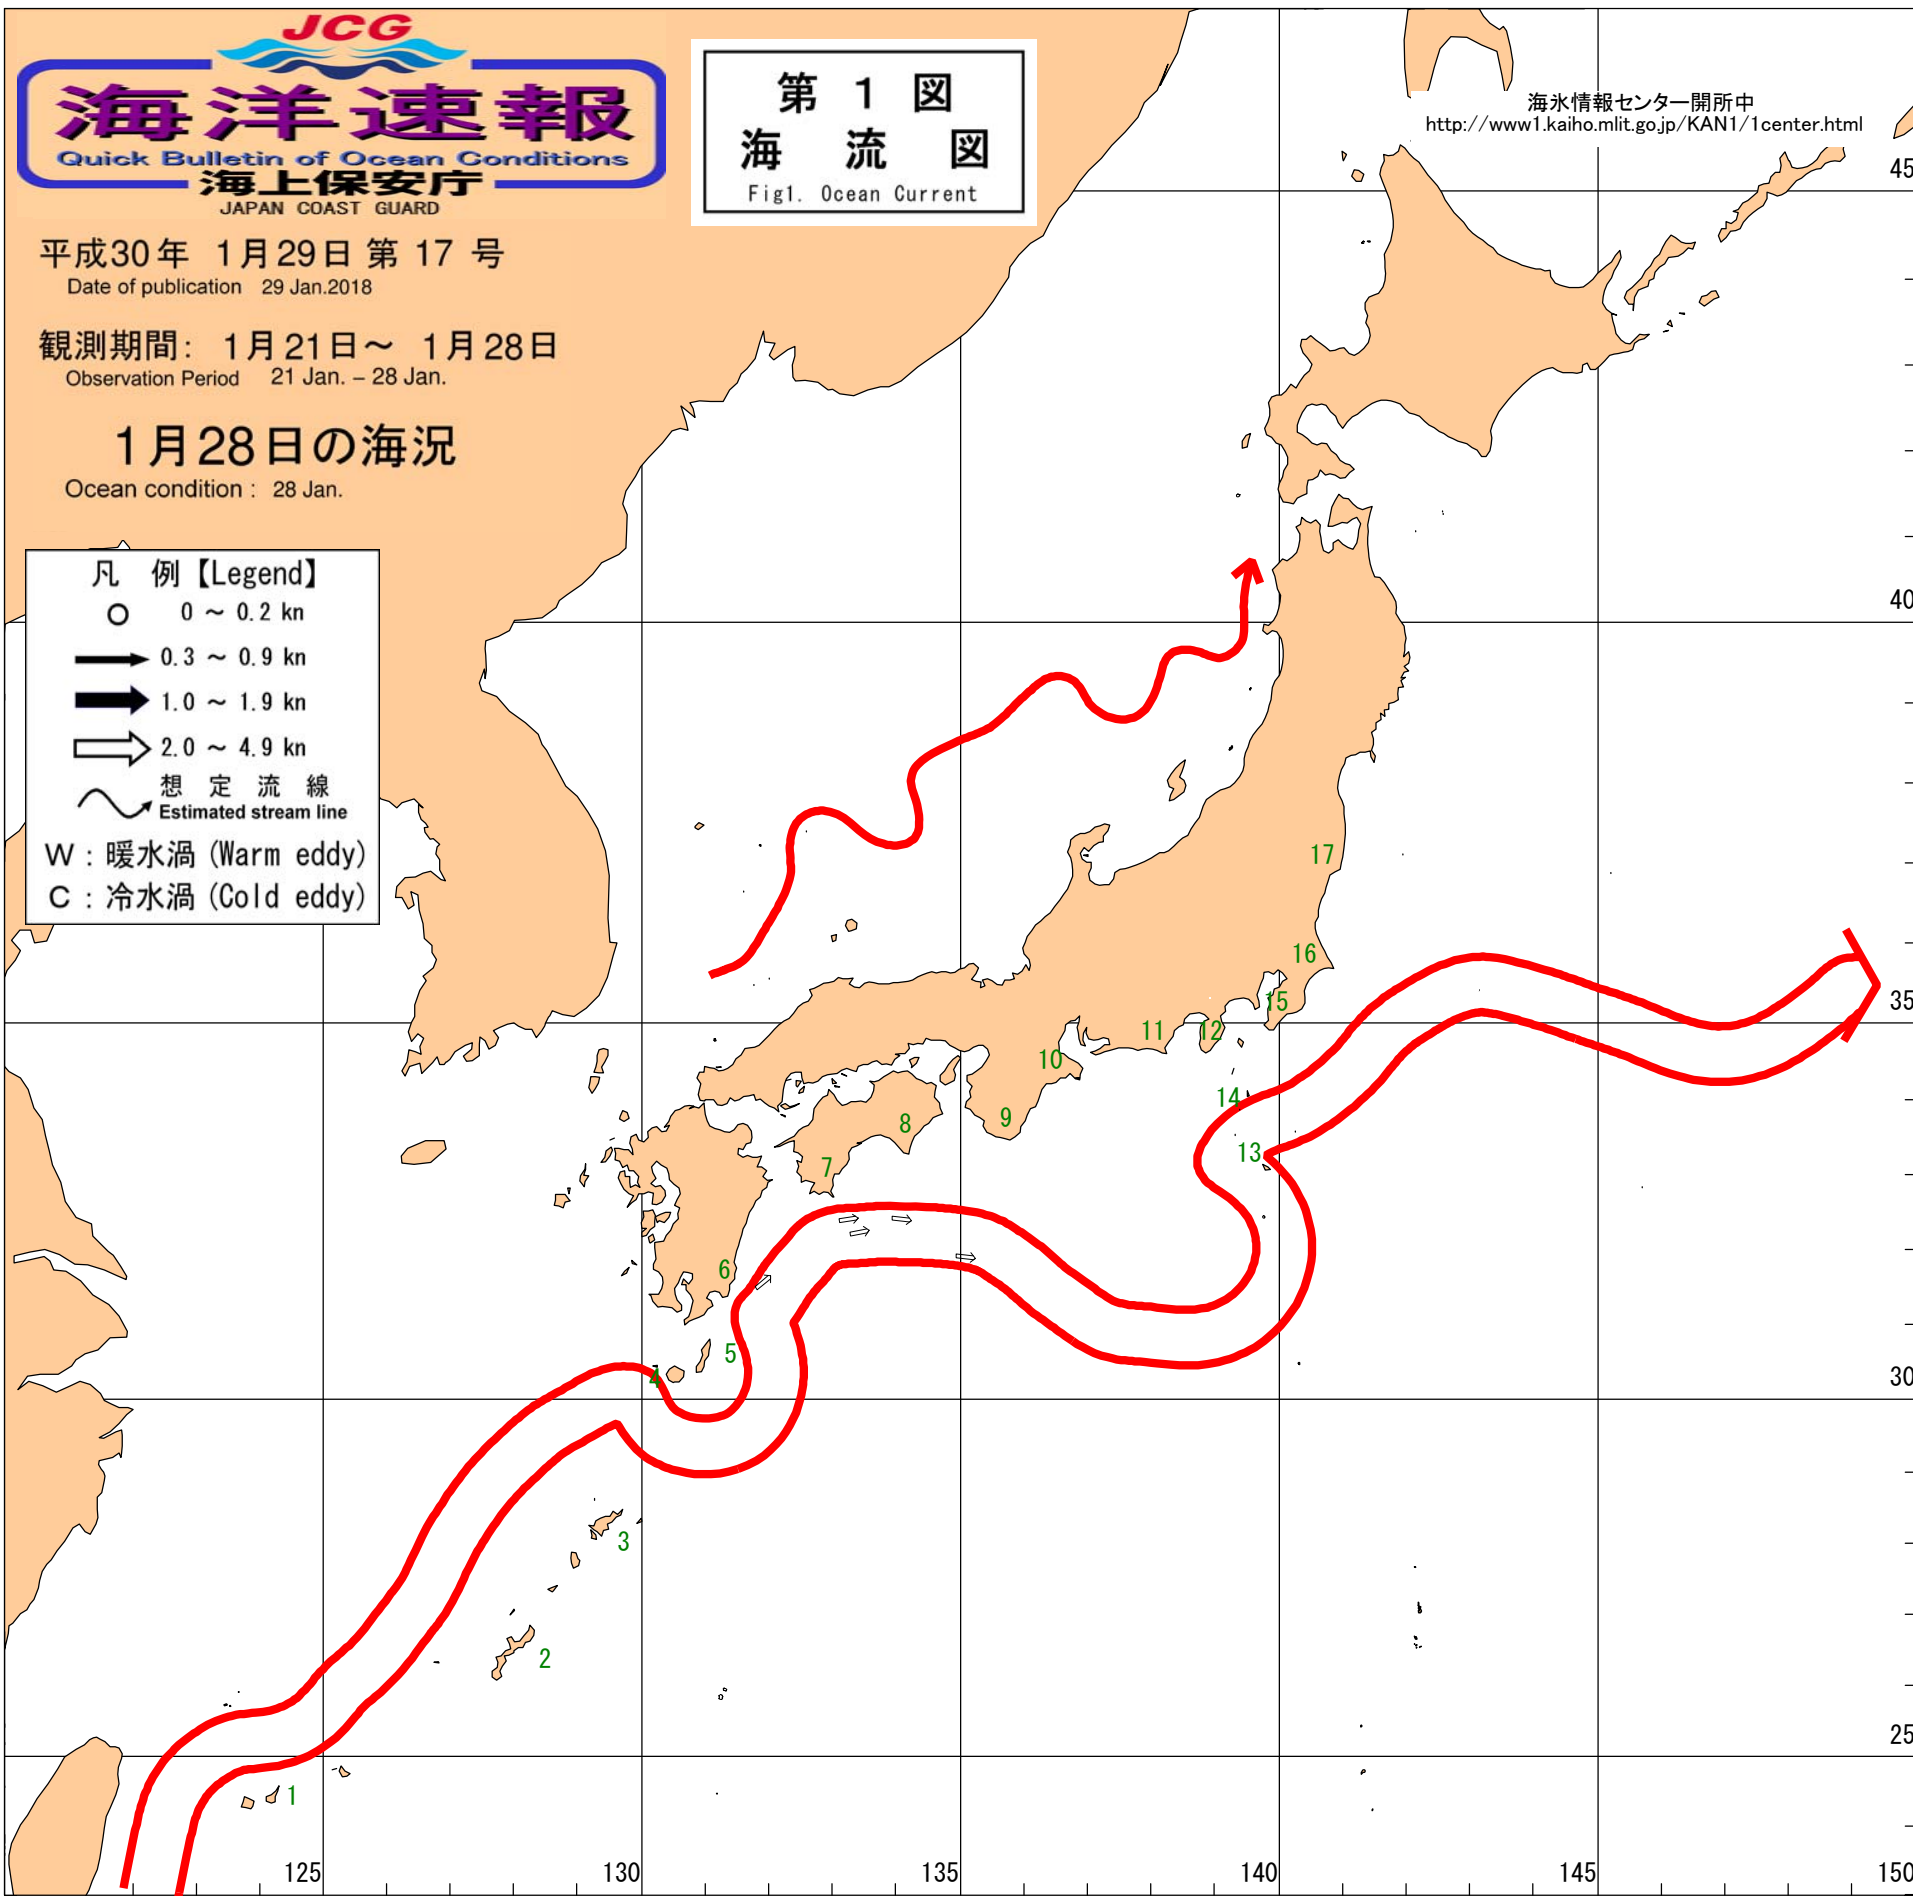 JCG
海洋速報
Quick Bulletin of Ocean Conditions
海上保安庁
JAPAN COAST GUARD
第 1 図
海 流 図
Fig1. Ocean Current
海氷情報センター開所中
http://www1.kaiho.mlit.go.jp/KAN1/1center.html
平成30年 1月29日 第 17 号
Date of publication 29 Jan.2018
観測期間: 1月21日～ 1月28日
Observation Period 21 Jan. – 28 Jan.
1月28日の海況
Ocean condition : 28 Jan.
凡 例【Legend】
0 ～ 0.2 kn
0.3 ～ 0.9 kn
1.0 ～ 1.9 kn
2.0 ～ 4.9 kn
想 定 流 線
Estimated stream line
W : 暖水渦 (Warm eddy)
C : 冷水渦 (Cold eddy)
45
40
17
16
15
35
11
12
10
14
9
8
13
7
6
5
4
30
3
2
25
1
125
130
135
140
145
150